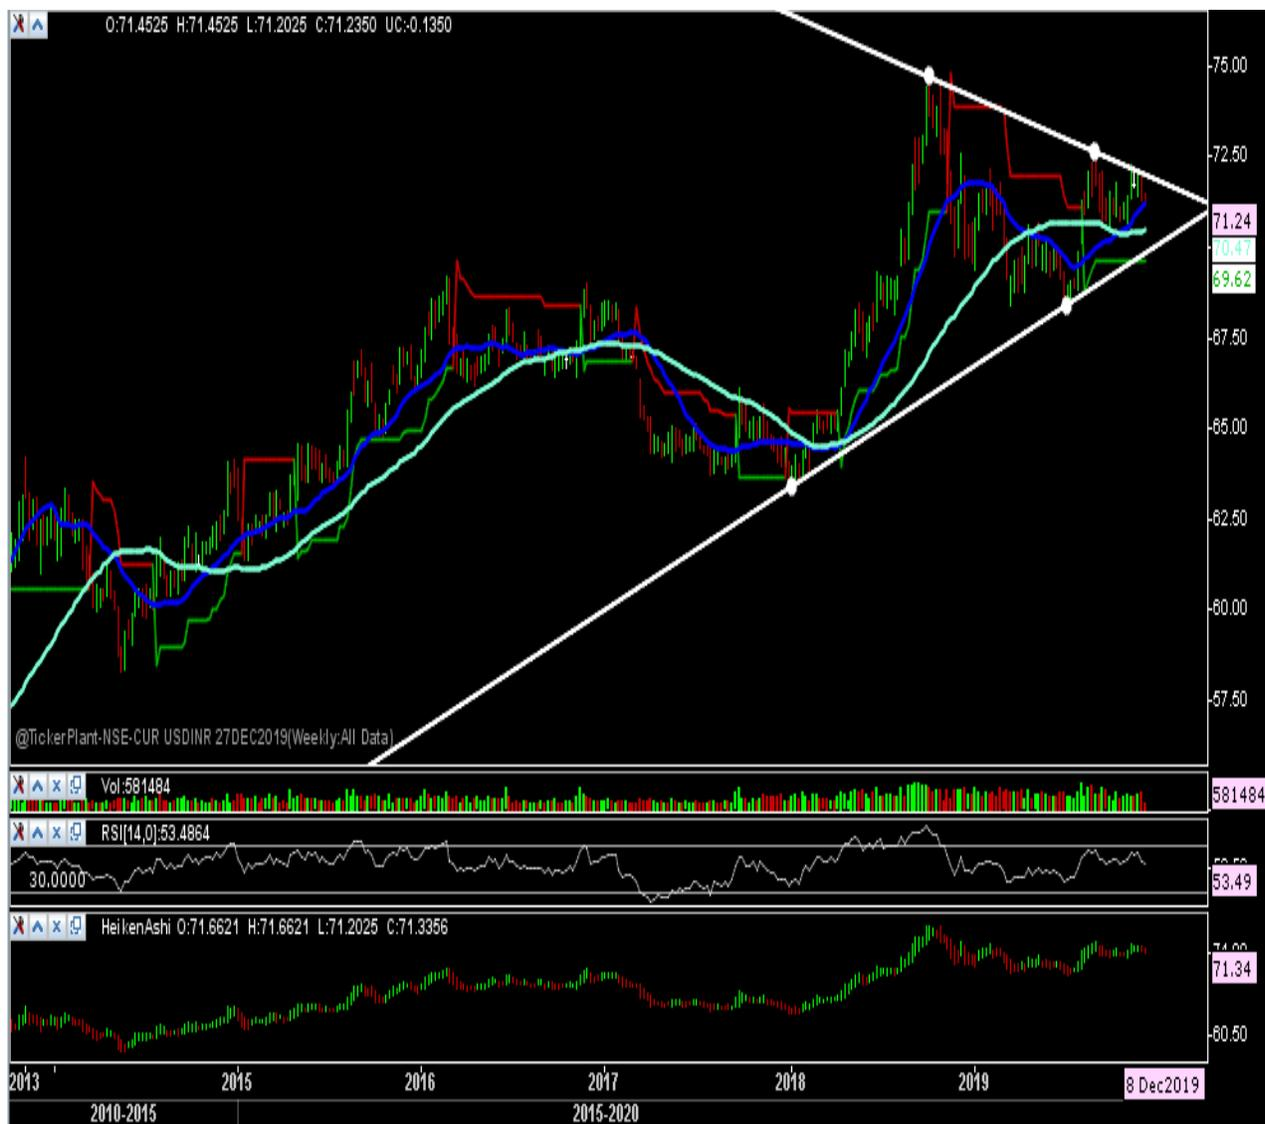 O:71.4525 H:71.4525 L:71.2025 C:71.2350 UC:-0.1350
75.00
72.50
71.24
70.47
69.62
67.50
65.00
62.50
60.00
57.50
@TickerPlant-NSE-CUR USDINR 27DEC2019(Weekly:All Data)
Vol:581484
581484
RSI[14,0]:53.4864
30.0000
53.49
HeikenAshi O:71.6621 H:71.6621 L:71.2025 C:71.3356
71.34
60.50
2013 2015 2016 2017 2018 2019 8 Dec2019
2010-2015 2015-2020